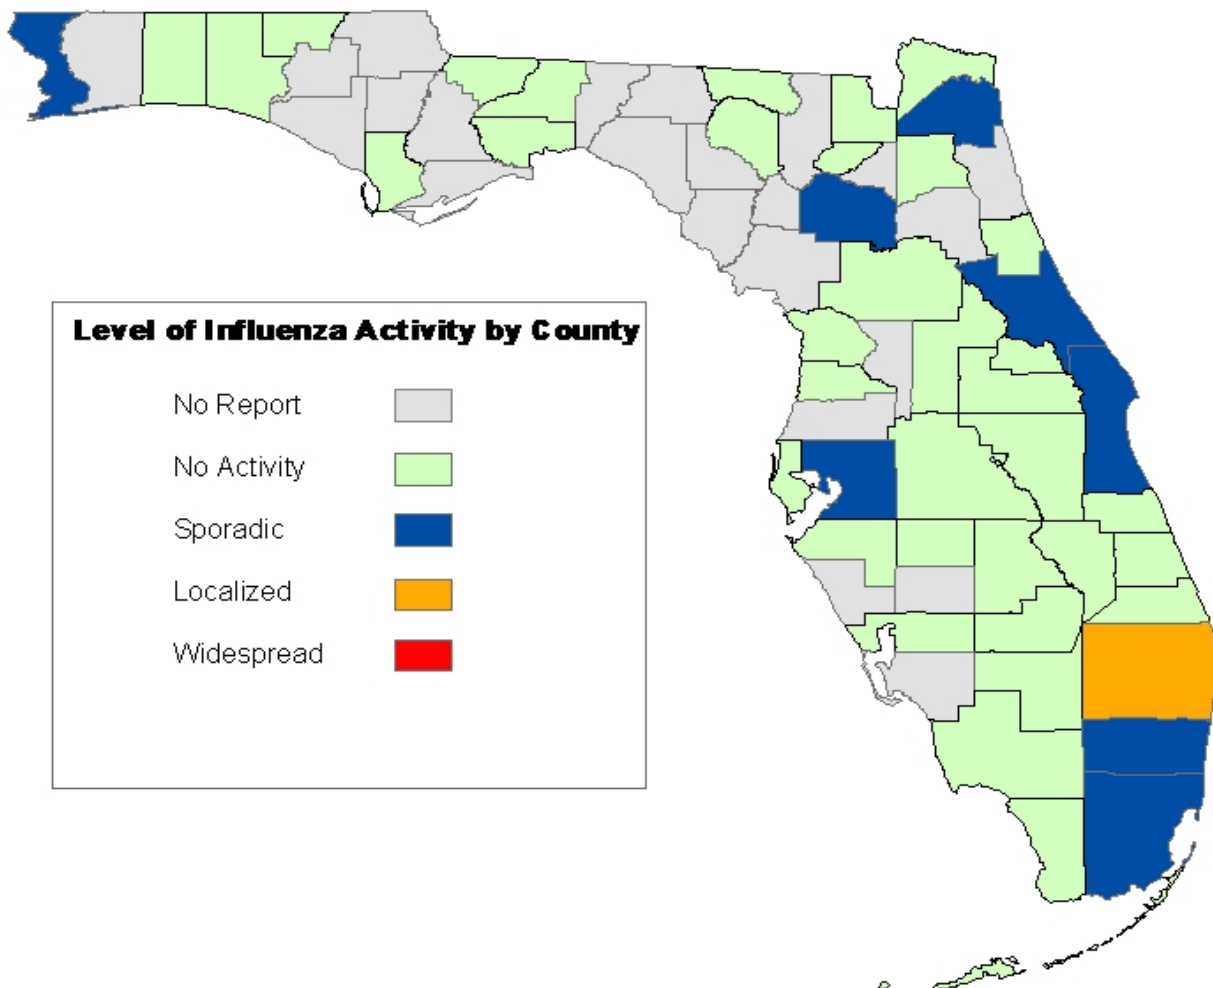 Level of Influenza Activity by County
No Report
No Activity
Sporadic
Localized
Widespread